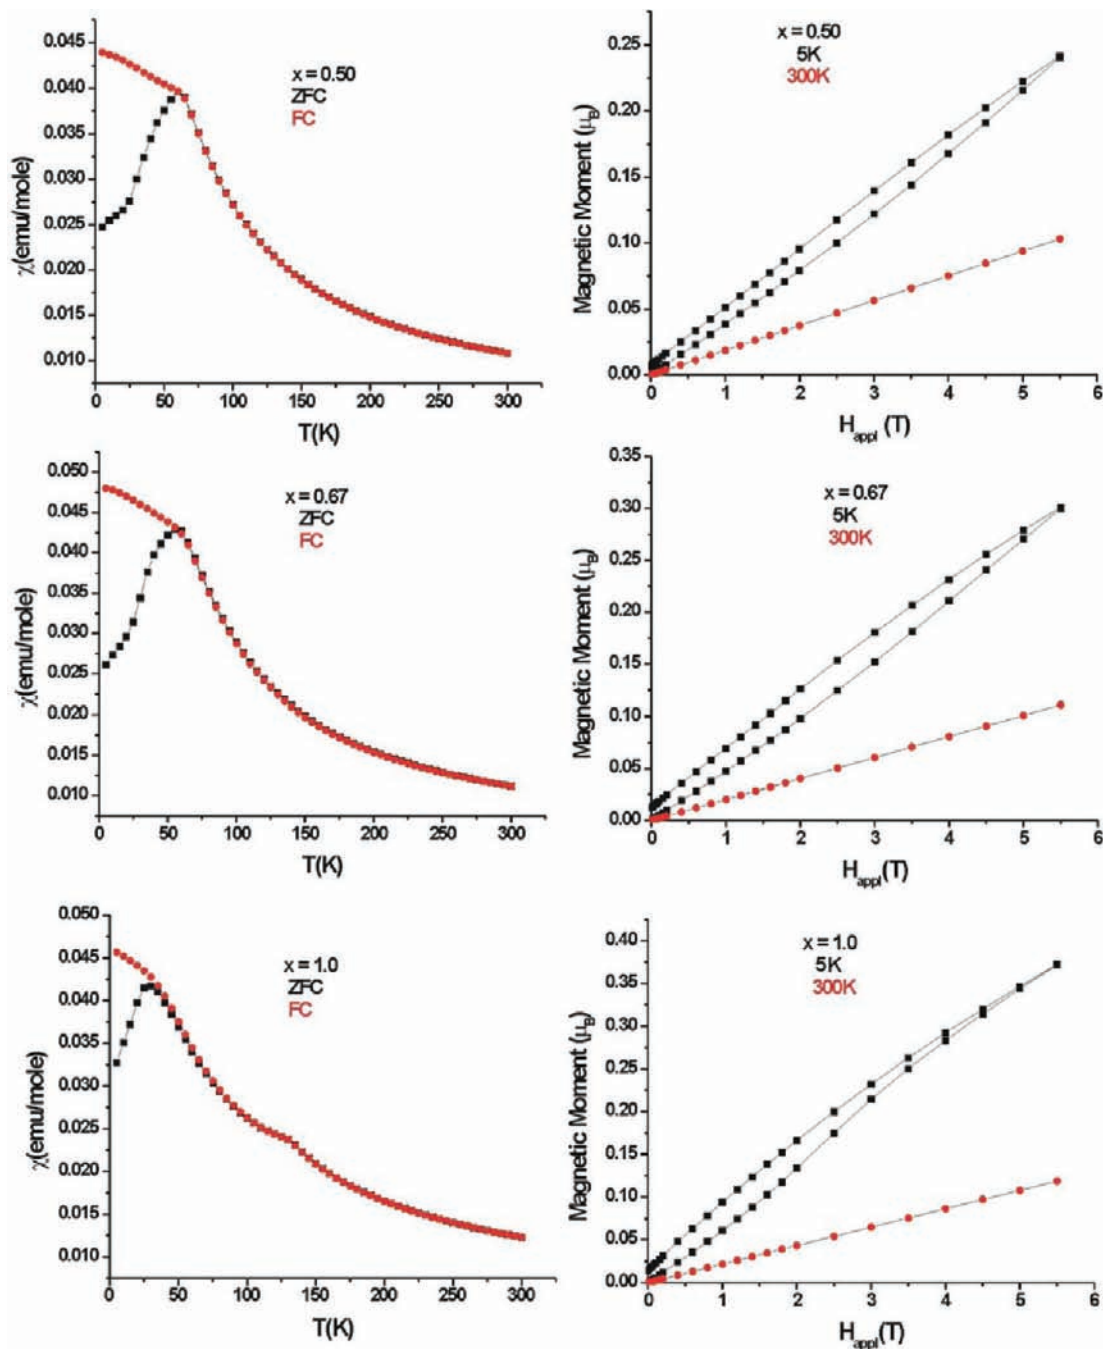 0.045
0.040
0.035
0.030
0.025
0.020
0.015
0.010
χ(emu/mole)
x = 0.50
ZFC
FC
0 50 100 150 200 250 300
T(K)
0.25
0.20
0.15
0.10
0.05
0.00
Magnetic Moment (μB)
x = 0.50
5K
300K
0 1 2 3 4 5 6
Happl (T)
0.050
0.045
0.040
0.035
0.030
0.025
0.020
0.015
0.010
χ(emu/mole)
x = 0.67
ZFC
FC
0 50 100 150 200 250 300
T(K)
0.35
0.30
0.25
0.20
0.15
0.10
0.05
0.00
Magnetic Moment (μB)
x = 0.67
5K
300K
0 1 2 3 4 5 6
Happl(T)
0.050
0.045
0.040
0.035
0.030
0.025
0.020
0.015
0.010
χ(emu/mole)
x = 1.0
ZFC
FC
0 50 100 150 200 250 300
T(K)
0.40
0.35
0.30
0.25
0.20
0.15
0.10
0.05
0.00
Magnetic Moment (μB)
x = 1.0
5K
300K
0 1 2 3 4 5 6
Happl(T)